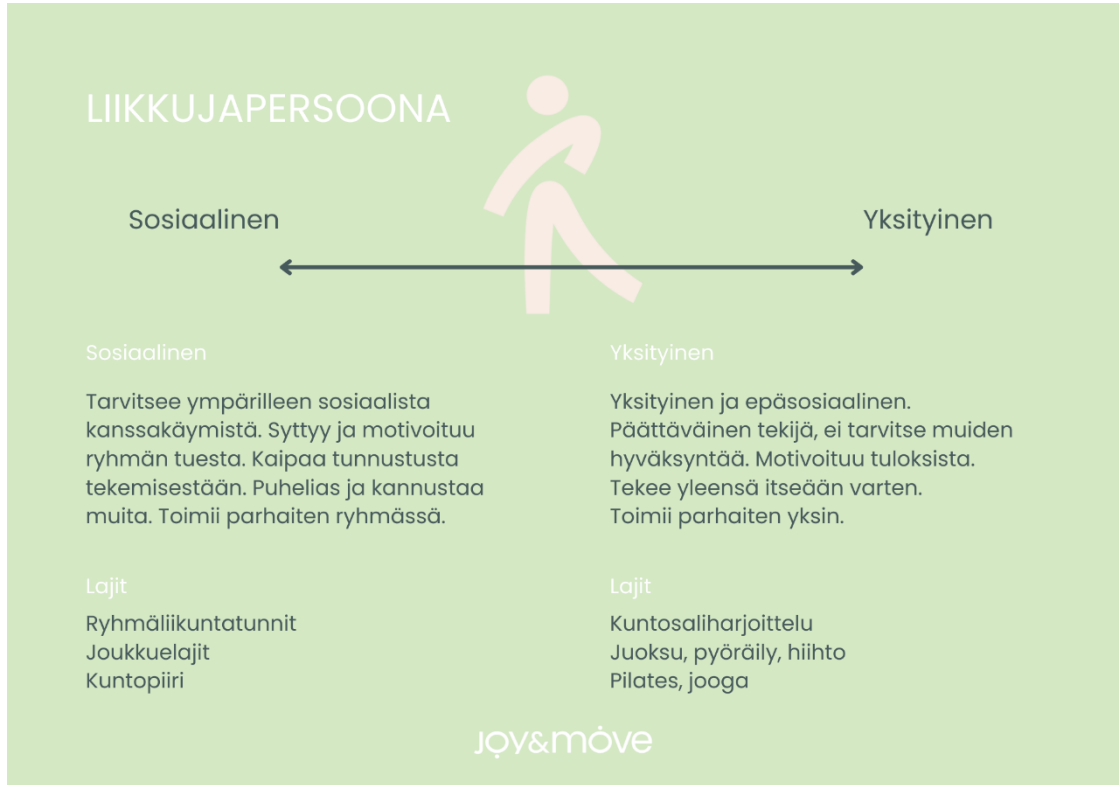 LIIKKUJAPERSOONA
Sosiaalinen
Yksityinen
Sosiaalinen
Tarvitsee ympärilleen sosiaalista
kanssakäymistä. Syttyy ja motivoituu
ryhmän tuesta. Kaipaa tunnustusta
tekemisestään. Puhelias ja kannustaa
muita. Toimii parhaiten ryhmässä.
Lajit
Ryhmäliikuntatunnit
Joukkuelajit
Kuntopiiri
Yksityinen
Yksityinen ja epäsosiaalinen.
Päättäväinen tekijä, ei tarvitse muiden
hyväksyntää. Motivoituu tuloksista.
Tekee yleensä itseään varten.
Toimii parhaiten yksin.
Lajit
Kuntosaliharjoittelu
Juoksu, pyöräily, hiihto
Pilates, jooga
joy&move